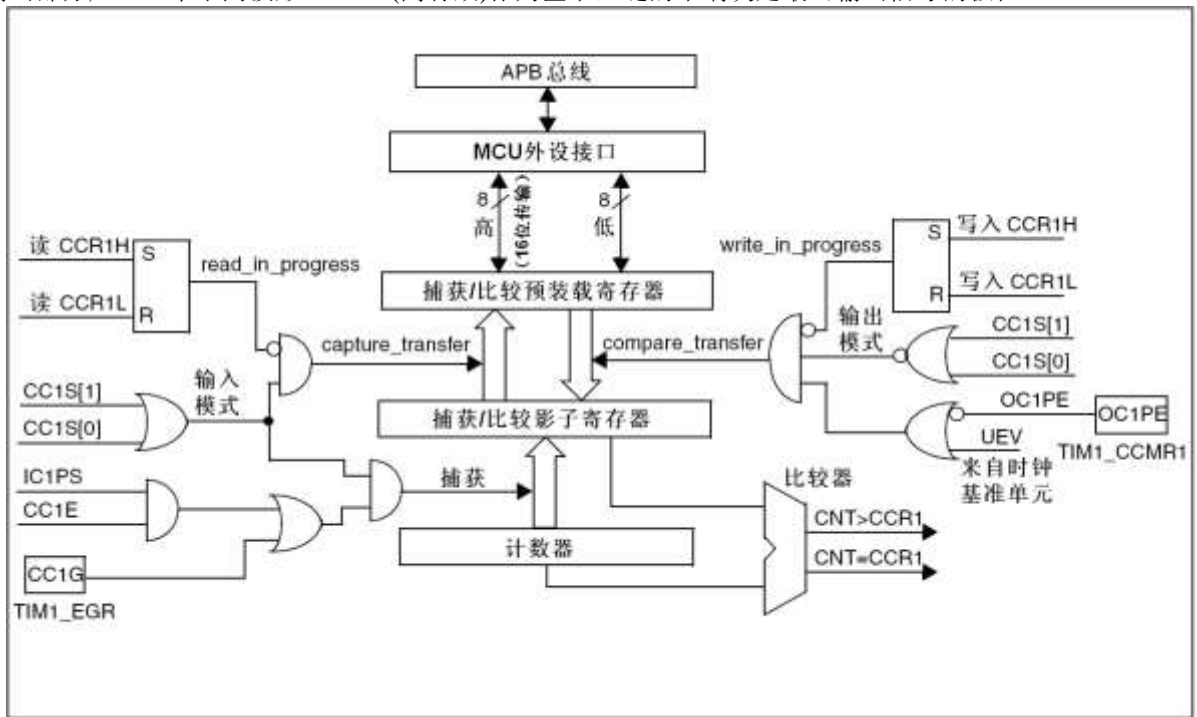 APB 总线
MCU外设接口
8
高
(16位传输)
8
低
读 CCR1H
S
读 CCR1L
R
read_in_progress
捕获/比较预装载寄存器
write_in_progress
S
写入 CCR1H
R
写入 CCR1L
capture_transfer
compare_transfer
输出
模式
CC1S[1]
CC1S[0]
输入
模式
CC1S[1]
CC1S[0]
捕获/比较影子寄存器
OC1PE
OC1PE
UEV
TIM1_CCMR1
来自时钟
基准单元
IC1PS
CC1E
捕获
比较器
CNT>CCR1
CNT=CCR1
计数器
CC1G
TIM1_EGR